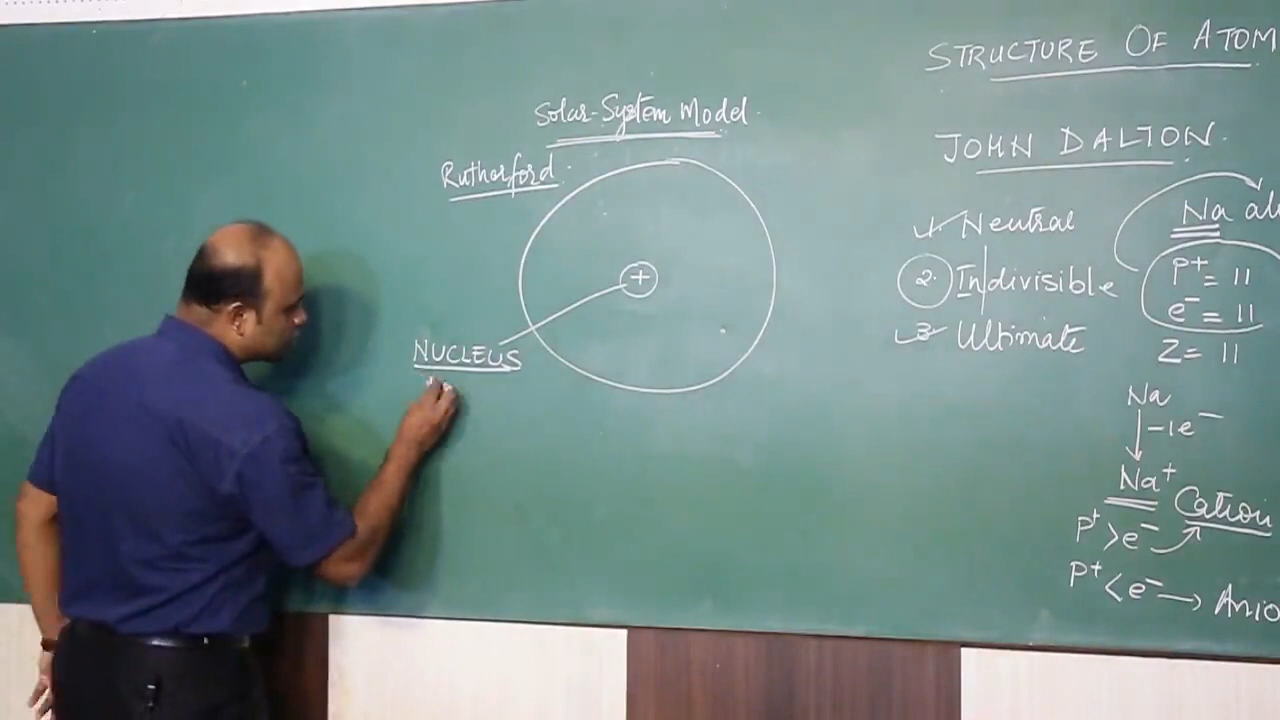 STRUCTURE OF ATOM
Solar-System Model
JOHN DALTON
Rutherford
+
NUCLEUS
1. Neutral
2. Indivisible
3. Ultimate
Na
P+ = 11
e− = 11
Z = 11
Na
−1e−
Na+ Cation
P+ > e−
P+ < e− →